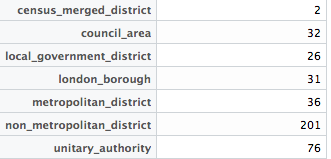 census_merged_district 2
council_area 32
local_government_district 26
london_borough 31
metropolitan_district 36
non_metropolitan_district 201
unitary_authority 76